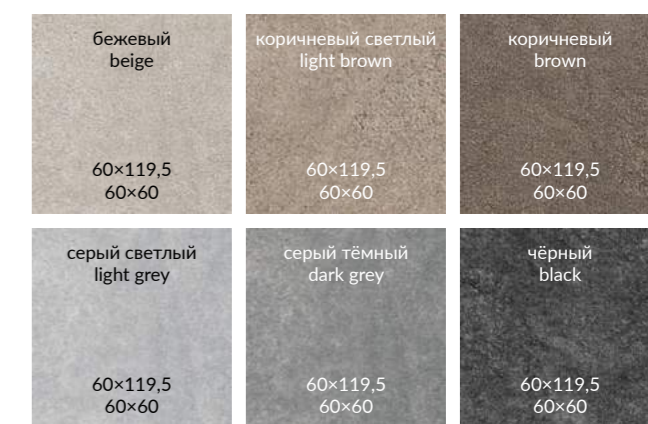 бежевый
beige
60×119,5
60×60
коричневый светлый
light brown
60×119,5
60×60
коричневый
brown
60×119,5
60×60
серый светлый
light grey
60×119,5
60×60
серый тёмный
dark grey
60×119,5
60×60
чёрный
black
60×119,5
60×60